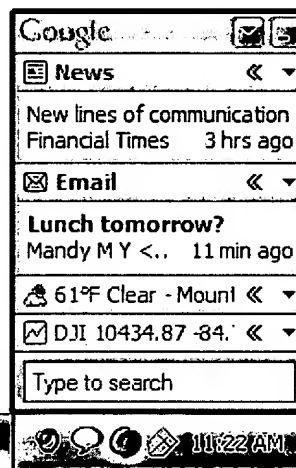 Google
News «
New lines of communication
Financial Times 3 hrs ago
Email «
Lunch tomorrow?
Mandy M Y <.. 11 min ago
61°F Clear - Mount «
DJI 10434.87 -84. «
Type to search
11:22 AM